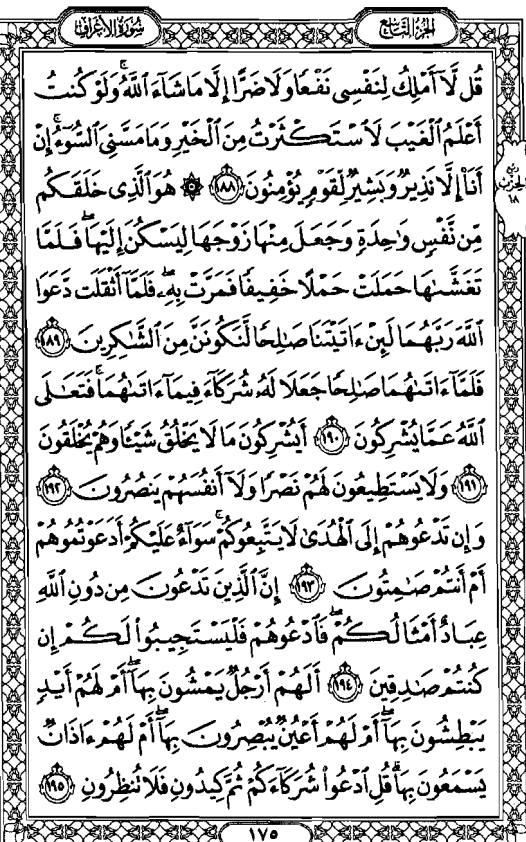 سُورَةُ الأَعْرَافِ
الجُزْءُ التَّاسِعُ
قُل لَّآ أَمْلِكُ لِنَفْسِى نَفْعًا وَلَا ضَرًّا إِلَّا مَا شَآءَ ٱللَّهُ ۚ وَلَوْ كُنتُ
أَعْلَمُ ٱلْغَيْبَ لَٱسْتَكْثَرْتُ مِنَ ٱلْخَيْرِ وَمَا مَسَّنِىَ ٱلسُّوٓءُ ۚ إِنْ
أَنَا۠ إِلَّا نَذِيرٌ وَبَشِيرٌ لِّقَوْمٍ يُؤْمِنُونَ ١٨٨ ۞ هُوَ ٱلَّذِى خَلَقَكُم
مِّن نَّفْسٍ وَٰحِدَةٍ وَجَعَلَ مِنْهَا زَوْجَهَا لِيَسْكُنَ إِلَيْهَا ۖ فَلَمَّا
تَغَشَّىٰهَا حَمَلَتْ حَمْلًا خَفِيفًا فَمَرَّتْ بِهِۦ ۖ فَلَمَّآ أَثْقَلَت دَّعَوَا
ٱللَّهَ رَبَّهُمَا لَئِنْ ءَاتَيْتَنَا صَٰلِحًا لَّنَكُونَنَّ مِنَ ٱلشَّٰكِرِينَ ١٨٩
فَلَمَّآ ءَاتَىٰهُمَا صَٰلِحًا جَعَلَا لَهُۥ شُرَكَآءَ فِيمَآ ءَاتَىٰهُمَا ۚ فَتَعَٰلَى
ٱللَّهُ عَمَّا يُشْرِكُونَ ١٩٠ أَيُشْرِكُونَ مَا لَا يَخْلُقُ شَيْـًٔا وَهُمْ يُخْلَقُونَ
١٩١ وَلَا يَسْتَطِيعُونَ لَهُمْ نَصْرًا وَلَآ أَنفُسَهُمْ يَنصُرُونَ ١٩٢
وَإِن تَدْعُوهُمْ إِلَى ٱلْهُدَىٰ لَا يَتَّبِعُوكُمْ ۚ سَوَآءٌ عَلَيْكُمْ أَدَعَوْتُمُوهُمْ
أَمْ أَنتُمْ صَٰمِتُونَ ١٩٣ إِنَّ ٱلَّذِينَ تَدْعُونَ مِن دُونِ ٱللَّهِ
عِبَادٌ أَمْثَالُكُمْ ۖ فَٱدْعُوهُمْ فَلْيَسْتَجِيبُوا۟ لَكُمْ إِن
كُنتُمْ صَٰدِقِينَ ١٩٤ أَلَهُمْ أَرْجُلٌ يَمْشُونَ بِهَآ ۖ أَمْ لَهُمْ أَيْدٍ
يَبْطِشُونَ بِهَآ ۖ أَمْ لَهُمْ أَعْيُنٌ يُبْصِرُونَ بِهَآ ۖ أَمْ لَهُمْ ءَاذَانٌ
يَسْمَعُونَ بِهَا ۗ قُلِ ٱدْعُوا۟ شُرَكَآءَكُمْ ثُمَّ كِيدُونِ فَلَا تُنظِرُونِ ١٩٥
ربع
الحزب
١٨
١٧٥